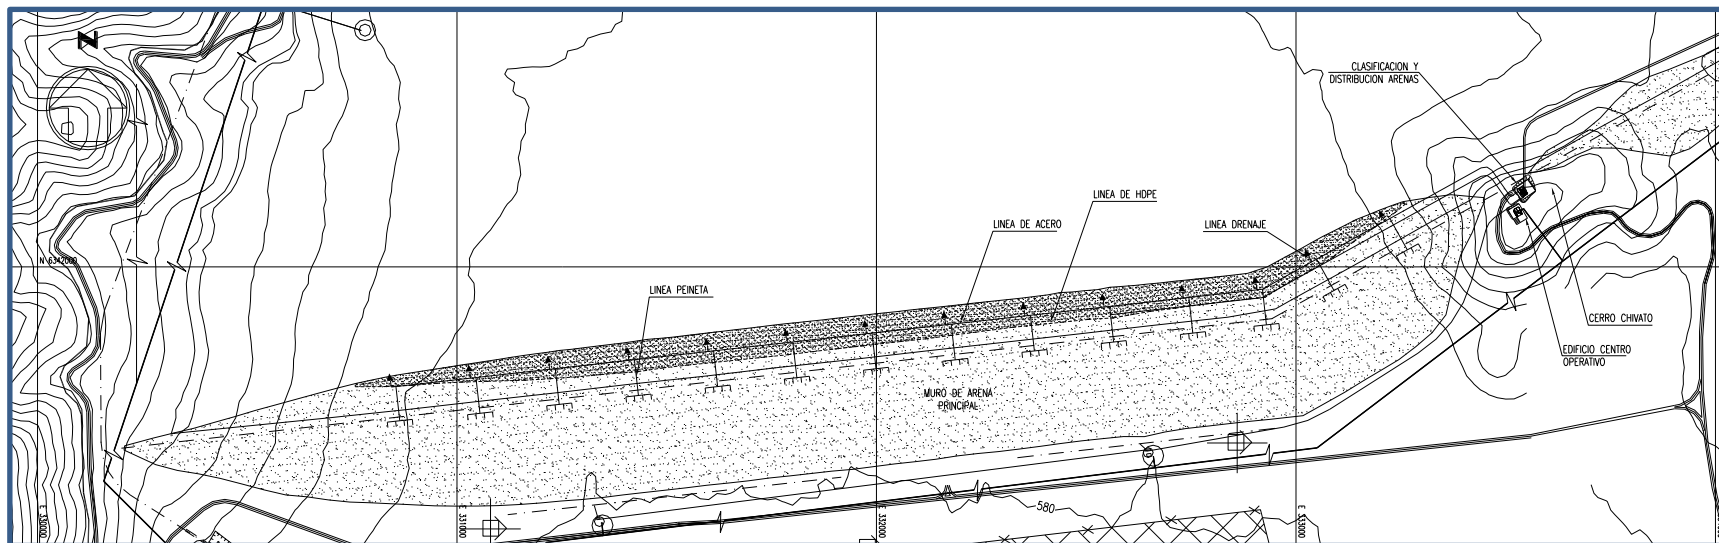 N
CLASIFICACION Y
DISTRIBUCION ARENAS
LINEA DE HDPE
LINEA DE ACERO
LINEA DRENAJE
N 6342000
LINEA PEINETA
CERRO CHIVATO
EDIFICIO CENTRO
OPERATIVO
MURO DE ARENA
PRINCIPAL
580
E 330000
E 331000
E 332000
E 333000